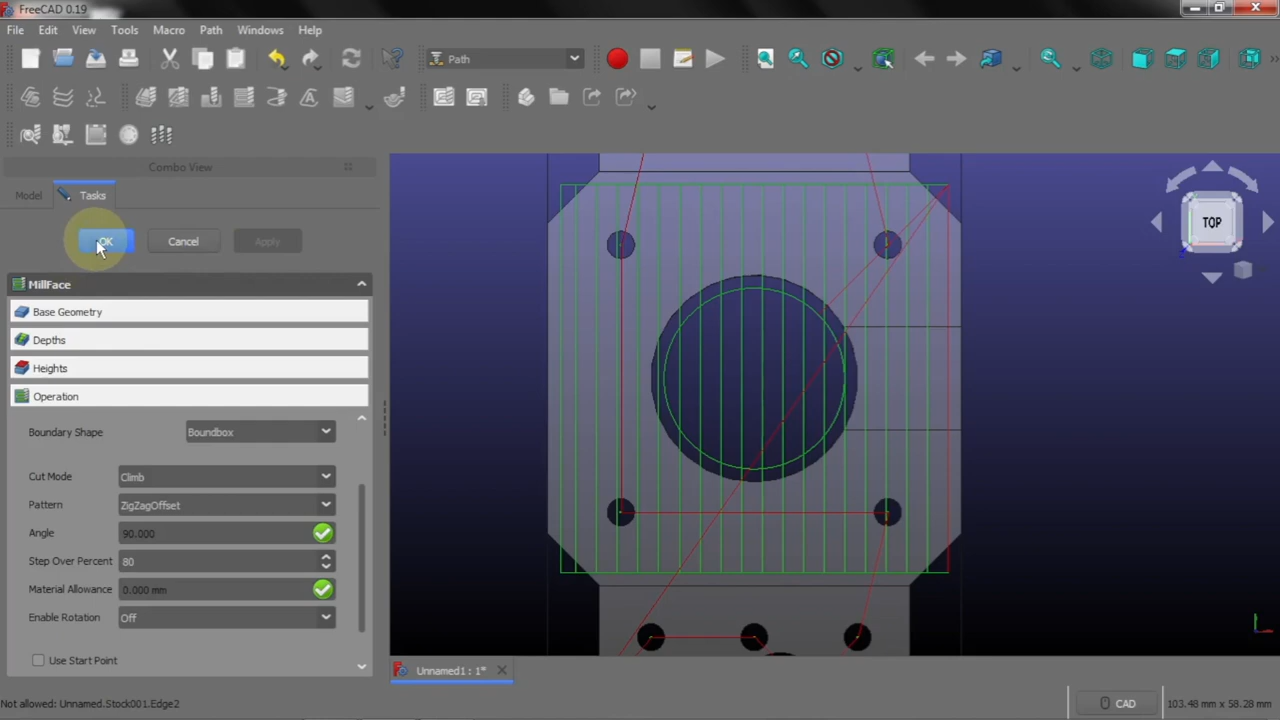 FreeCAD 0.19
File Edit View Tools Macro Path Windows Help
Path
Combo View
Model Tasks
OK Cancel Apply
MillFace
Base Geometry
Depths
Heights
Operation
Boundary Shape Boundbox
Cut Mode Climb
Pattern ZigZagOffset
Angle 90.000
Step Over Percent 80
Material Allowance 0.000 mm
Enable Rotation Off
Use Start Point
TOP
Unnamed1 : 1*
Not allowed: Unnamed.Stock001.Edge2
CAD
103.48 mm x 58.28 mm